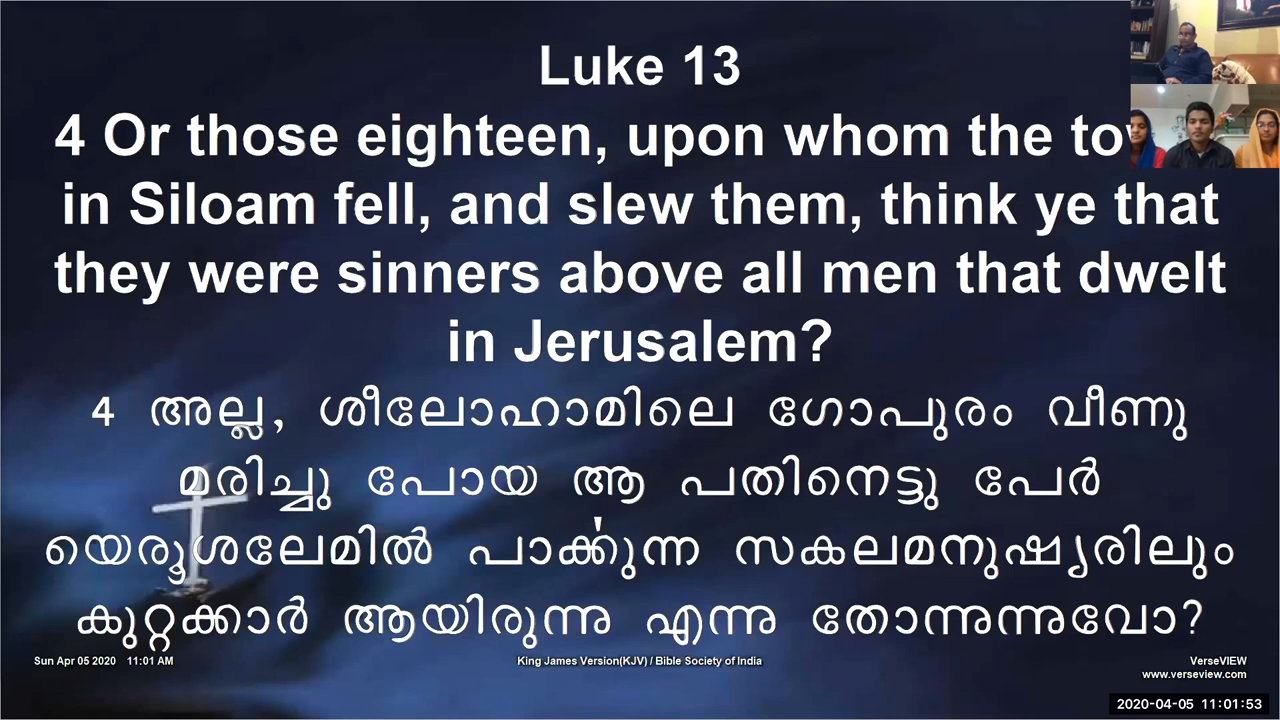 Luke 13
4 Or those eighteen, upon whom the
in Siloam fell, and slew them, think ye that
they were sinners above all men that dwelt
in Jerusalem?
4 അല്ല, ശീലോഹാമിലെ ഗോപുരം വീണു
മരിച്ചു പോയ ആ പതിനെട്ടു പേർ
യെരൂശലേമിൽ പാൎക്കുന്ന സകലമനുഷ്യരിലും
കുറ്റക്കാർ ആയിരുന്നു എന്നു തോന്നുന്നുവോ?
Sun Apr 05 2020 11:01 AM
King James Version(KJV) / Bible Society of India
VerseVIEW
www.verseview.com
2020-04-05 11:01:53